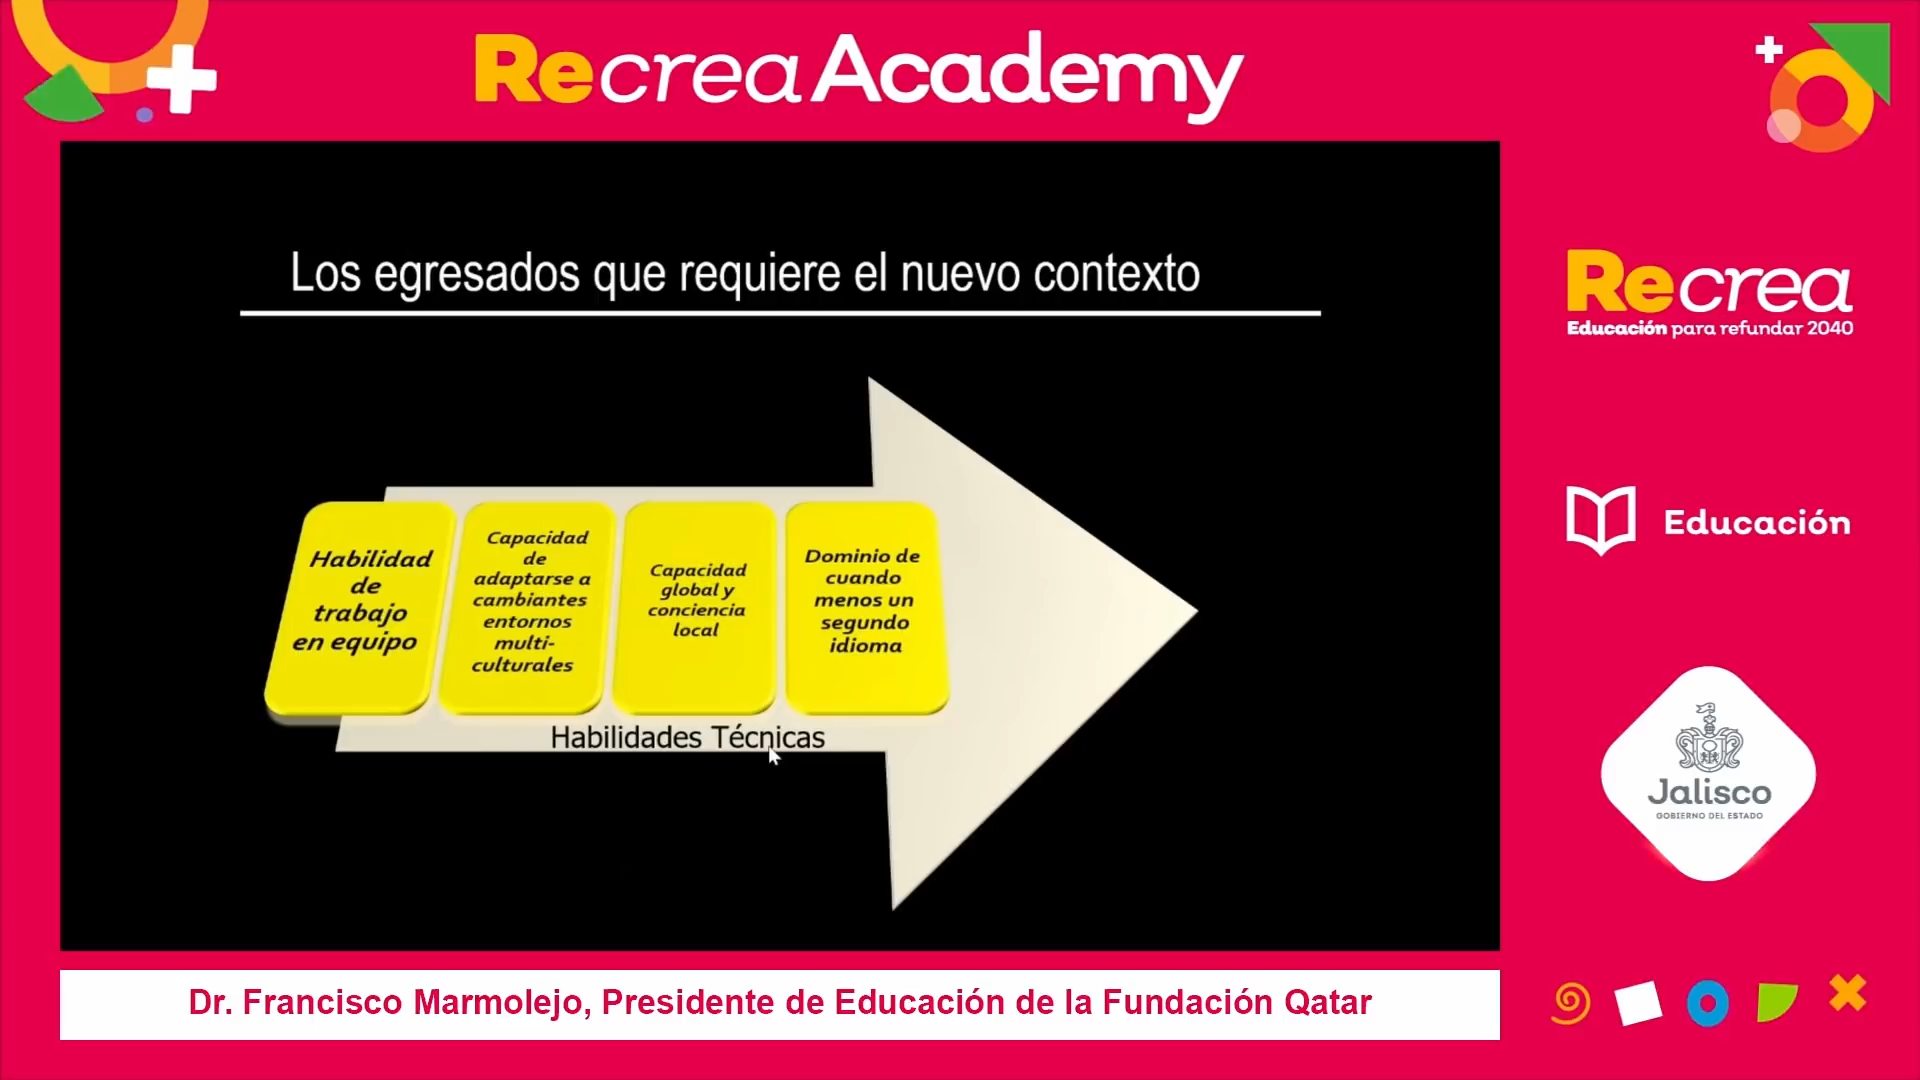 Recrea Academy
Los egresados que requiere el nuevo contexto
Habilidad
de
trabajo
en equipo
Capacidad
de
adaptarse a
cambiantes
entornos
multi-
culturales
Capacidad
global y
conciencia
local
Dominio de
cuando
menos un
segundo
idioma
Habilidades Técnicas
Recrea
Educación para refundar 2040
Educación
Jalisco
GOBIERNO DEL ESTADO
Dr. Francisco Marmolejo, Presidente de Educación de la Fundación Qatar